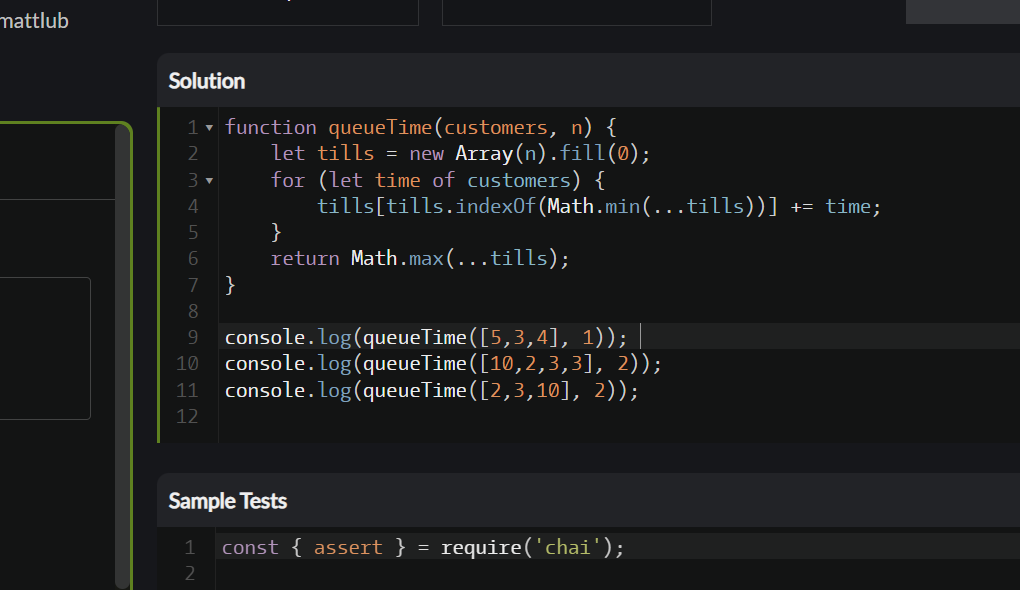 mattlub
Solution
1 function queueTime(customers, n) {
2 let tills = new Array(n).fill(0);
3 for (let time of customers) {
4 tills[tills.indexOf(Math.min(...tills))] += time;
5 }
6 return Math.max(...tills);
7 }
8
9 console.log(queueTime([5,3,4], 1));
10 console.log(queueTime([10,2,3,3], 2));
11 console.log(queueTime([2,3,10], 2));
12
Sample Tests
1 const { assert } = require('chai');
2